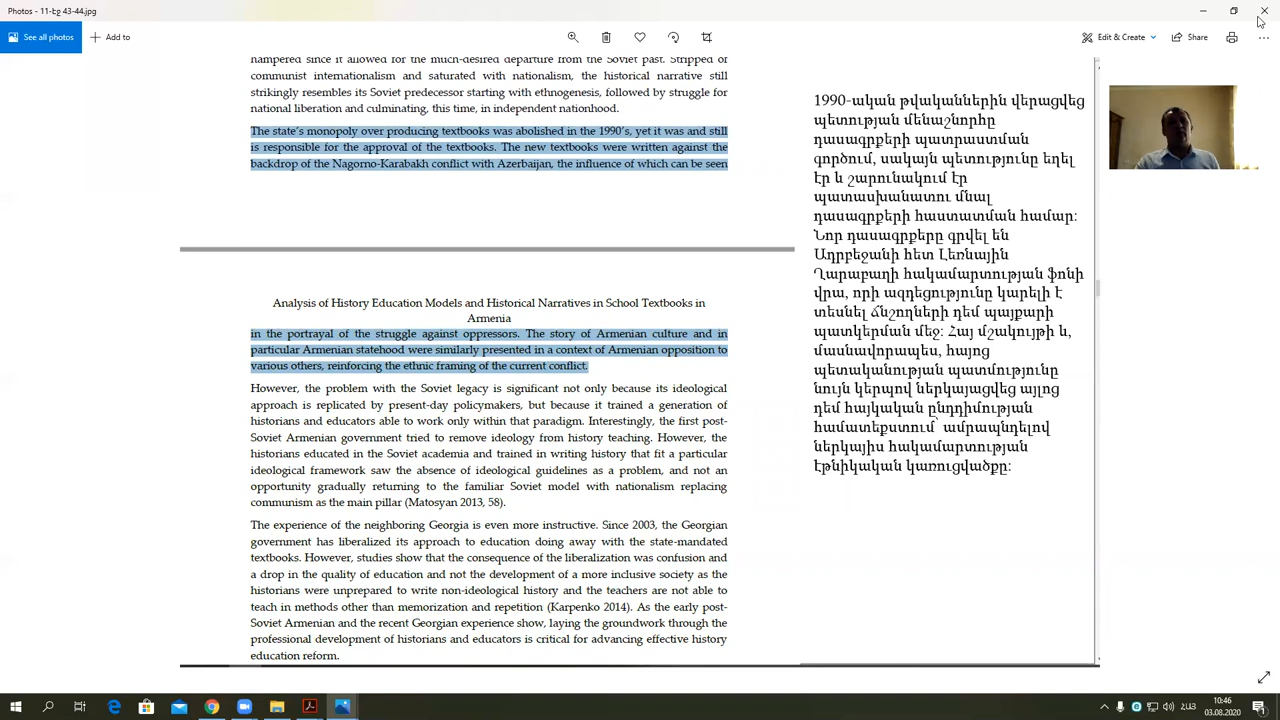 Photos - 11-էջ 43-44.jpg
See all photos
Add to
Edit & Create
Share
hampered since it allowed for the much-desired departure from the Soviet past. Stripped of
communist internationalism and saturated with nationalism, the historical narrative still
strikingly resembles its Soviet predecessor starting with ethnogenesis, followed by struggle for
national liberation and culminating, this time, in independent nationhood.
The state's monopoly over producing textbooks was abolished in the 1990's, yet it was and still
is responsible for the approval of the textbooks. The new textbooks were written against the
backdrop of the Nagorno-Karabakh conflict with Azerbaijan, the influence of which can be seen
Analysis of History Education Models and Historical Narratives in School Textbooks in
Armenia
in the portrayal of the struggle against oppressors. The story of Armenian culture and in
particular Armenian statehood were similarly presented in a context of Armenian opposition to
various others, reinforcing the ethnic framing of the current conflict.
However, the problem with the Soviet legacy is significant not only because its ideological
approach is replicated by present-day policymakers, but because it trained a generation of
historians and educators able to work only within that paradigm. Interestingly, the first post-
Soviet Armenian government tried to remove ideology from history teaching. However, the
historians educated in the Soviet academia and trained in writing history that fit a particular
ideological framework saw the absence of ideological guidelines as a problem, and not an
opportunity gradually returning to the familiar Soviet model with nationalism replacing
communism as the main pillar (Matosyan 2013, 58).
The experience of the neighboring Georgia is even more instructive. Since 2003, the Georgian
government has liberalized its approach to education doing away with the state-mandated
textbooks. However, studies show that the consequence of the liberalization was confusion and
a drop in the quality of education and not the development of a more inclusive society as the
historians were unprepared to write non-ideological history and the teachers are not able to
teach in methods other than memorization and repetition (Karpenko 2014). As the early post-
Soviet Armenian and the recent Georgian experience show, laying the groundwork through the
professional development of historians and educators is critical for advancing effective history
education reform.
1990-ական թվականներին վերացվեց
պետության մենաշնորհը
դասագրքերի պատրաստման
գործում, սակայն պետությունը եղել
էր և շարունակում էր
պատասխանատու մնալ
դասագրքերի հաստատման համար:
Նոր դասագրքերը գրվել են
Ադրբեջանի հետ Լեռնային
Ղարաբաղի հակամարտության ֆոնի
վրա, որի ազդեցությունը կարելի է
տեսնել ճնշողների դեմ պայքարի
պատկերման մեջ: Հայ մշակույթի և,
մասնավորապես, հայոց
պետականության պատմությունը
նույն կերպով ներկայացվեց այլոց
դեմ հայկական ընդդիմության
համատեքստում՝ ամրապնդելով
ներկայիս հակամարտության
էթնիկական կառուցվածքը:
ՀԱՅ
10:46
03.08.2020